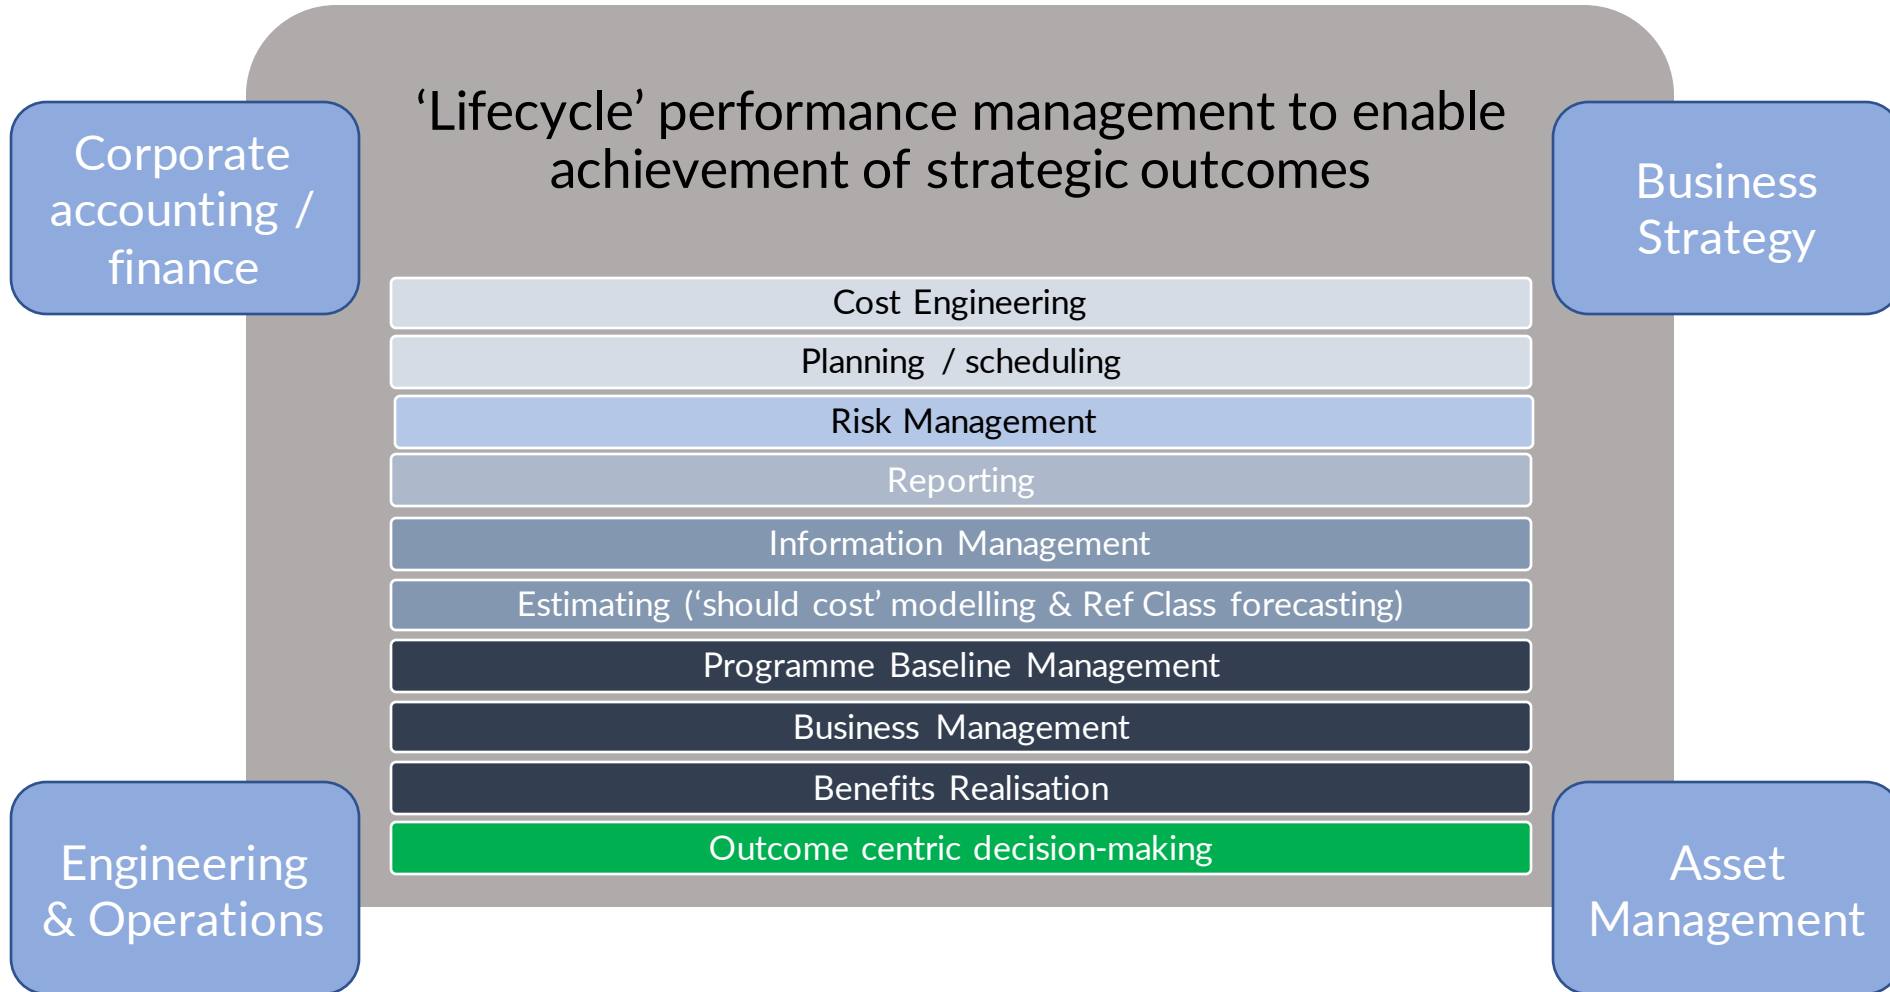 ‘Lifecycle’ performance management to enable
achievement of strategic outcomes
Corporate
accounting /
finance
Business
Strategy
Cost Engineering
Planning / scheduling
Risk Management
Reporting
Information Management
Estimating (‘should cost’ modelling & Ref Class forecasting)
Programme Baseline Management
Business Management
Benefits Realisation
Outcome centric decision-making
Engineering
& Operations
Asset
Management